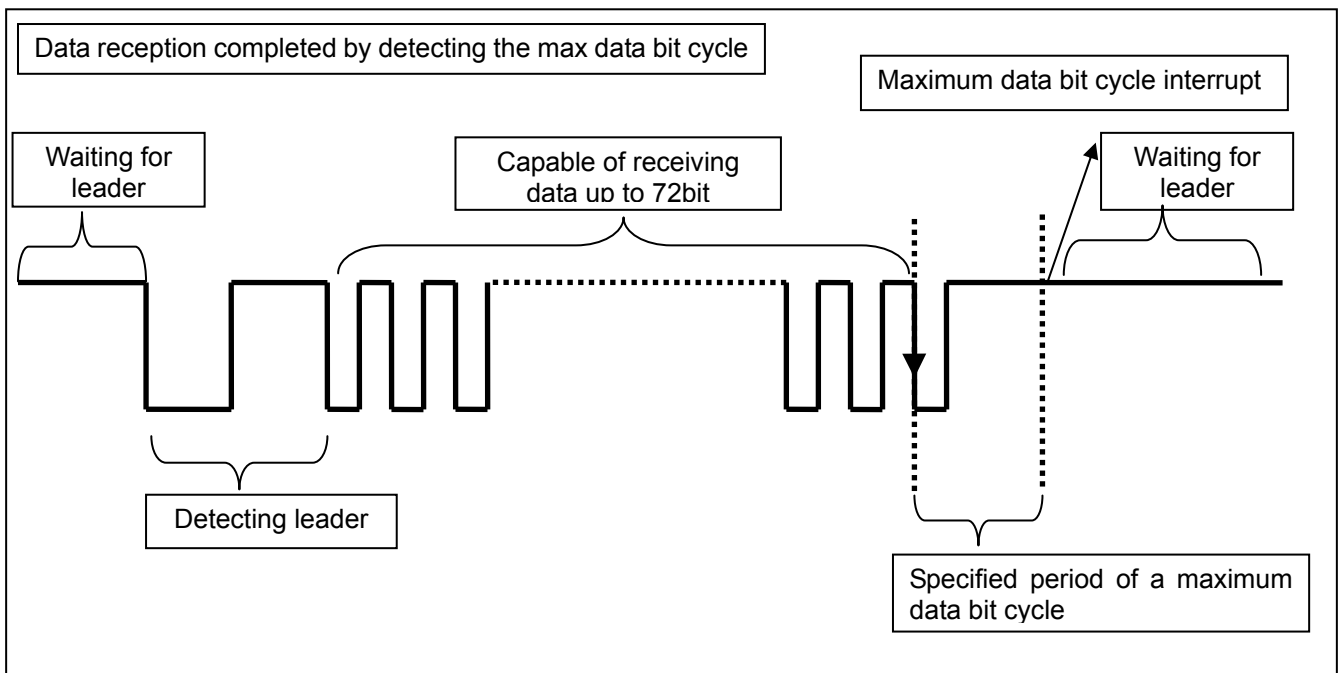 Data reception completed by detecting the max data bit cycle
Maximum data bit cycle interrupt
Waiting for
leader
Capable of receiving
data up to 72bit
Waiting for
leader
Detecting leader
Specified period of a maximum
data bit cycle